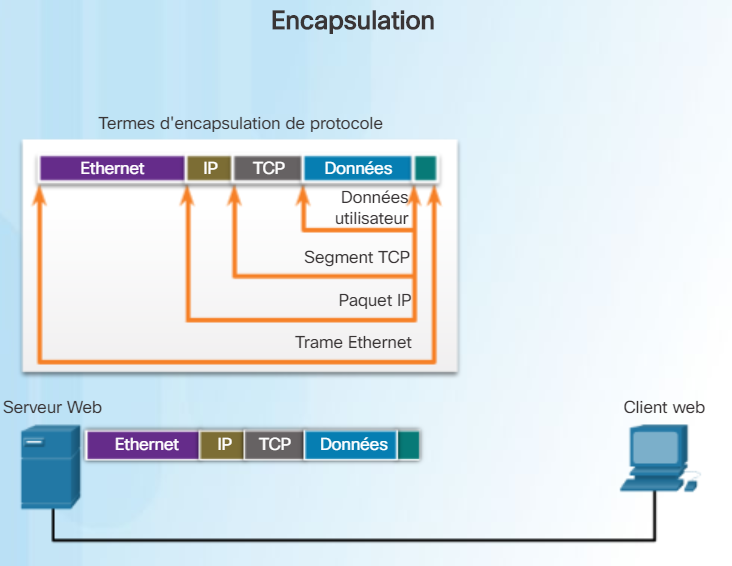 Encapsulation
Termes d'encapsulation de protocole
Ethernet IP TCP Données
Données
utilisateur
Segment TCP
Paquet IP
Trame Ethernet
Serveur Web
Client web
Ethernet IP TCP Données